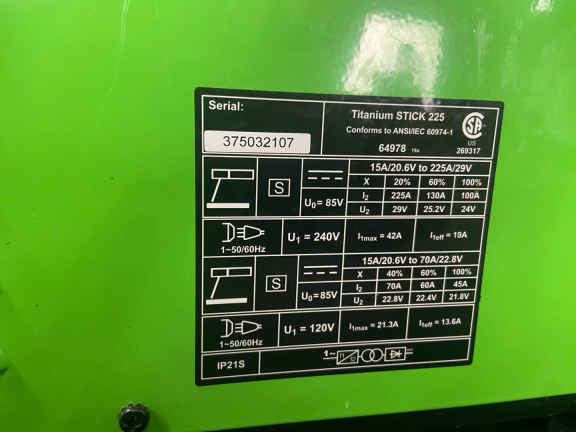 Serial:
375032107
Titanium STICK 225
Conforms to ANSI/IEC 60974-1
64978
SA
US
269317
S
U0= 85V
15A/20.6V to 225A/29V
X 20% 60% 100%
I2 225A 130A 100A
U2 29V 25.2V 24V
1~50/60Hz
U1 = 240V
I1max = 42A
I1eff = 19A
S
U0=85V
15A/20.6V to 70A/22.8V
X 40% 60% 100%
I2 70A 60A 45A
U2 22.8V 22.4V 21.8V
1~50/60Hz
U1 = 120V
I1max = 21.3A
I1eff = 13.6A
IP21S
1~